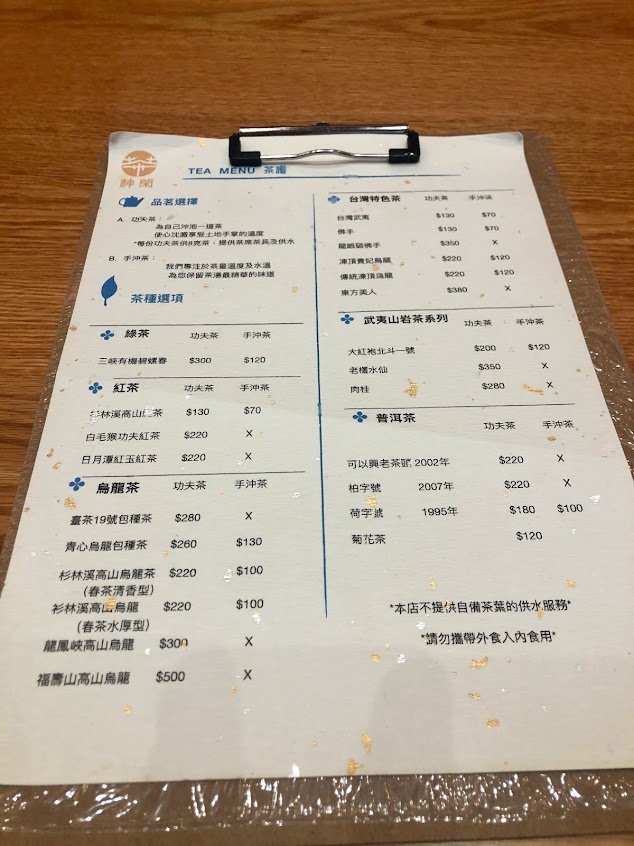 神閑
TEA MENU 茶譜
品茗選擇
A. 功夫茶：
為自己沖泡一道茶
使心沈澱享受土地手掌的溫度
*每份功夫茶供8克茶，提供茶席茶具及供水
B. 手沖茶：
我們專注於茶量溫度及水溫
為您保留茶湯最精華的味道
茶種選項
綠茶 功夫茶 手沖茶
三峽有機碧螺春 $300 $120
紅茶 功夫茶 手沖茶
杉林溪高山紅茶 $130 $70
白毛猴功夫紅茶 $220 X
日月潭紅玉紅茶 $220 X
烏龍茶 功夫茶 手沖茶
臺茶19號包種茶 $280 X
青心烏龍包種茶 $260 $130
杉林溪高山烏龍茶 $220 $100
(春茶清香型)
衫林溪高山烏龍 $220 $100
(春茶水厚型)
龍鳳峽高山烏龍 $300 X
福壽山高山烏龍 $500 X
台灣特色茶 功夫茶 手沖茶
台灣武夷 $130 $70
佛手 $130 $70
龍眼碳佛手 $350 X
凍頂貴妃烏龍 $220 $120
傳統凍頂烏龍 $220 $120
東方美人 $380 X
武夷山岩茶系列 功夫茶 手沖茶
大紅袍北斗一號 $200 $120
老欉水仙 $350 X
肉桂 $280 X
普洱茶 功夫茶 手沖茶
可以興老茶頭 2002年 $220 X
柏字號 2007年 $220 X
荷字號 1995年 $180 $100
菊花茶 $120
*本店不提供自備茶葉的供水服務*
*請勿攜帶外食入內食用*